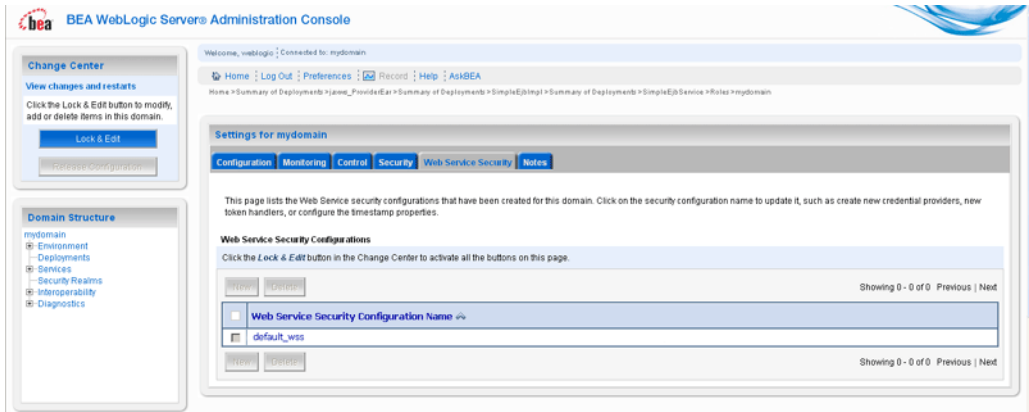 bea BEA WebLogic Server® Administration Console
Change Center
View changes and restarts
Click the Lock & Edit button to modify,
add or delete items in this domain.
Lock & Edit
Release Configuration
Domain Structure
mydomain
Environment
Deployments
Services
Security Realms
Interoperability
Diagnostics
Welcome, weblogic Connected to: mydomain
Home Log Out Preferences Record Help AskBEA
Home > Summary of Deployments > jaxws_ProviderEar > Summary of Deployments > SimpleEjbImpl > Summary of Deployments > SimpleEjbService > Roles > mydomain
Settings for mydomain
Configuration Monitoring Control Security Web Service Security Notes
This page lists the Web Service security configurations that have been created for this domain. Click on the security configuration name to update it, such as create new credential providers, new
token handlers, or configure the timestamp properties.
Web Service Security Configurations
Click the Lock & Edit button in the Change Center to activate all the buttons on this page.
New Delete Showing 0 - 0 of 0 Previous | Next
Web Service Security Configuration Name
default_wss
New Delete Showing 0 - 0 of 0 Previous | Next